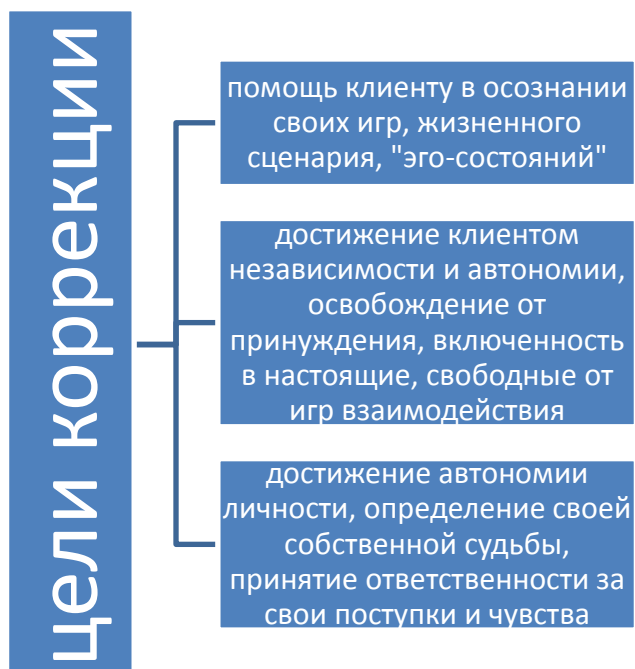 цели коррекции
помощь клиенту в осознании
своих игр, жизненного
сценария, "эго-состояний"
достижение клиентом
независимости и автономии,
освобождение от
принуждения, включенность
в настоящие, свободные от
игр взаимодействия
достижение автономии
личности, определение своей
собственной судьбы,
принятие ответственности за
свои поступки и чувства